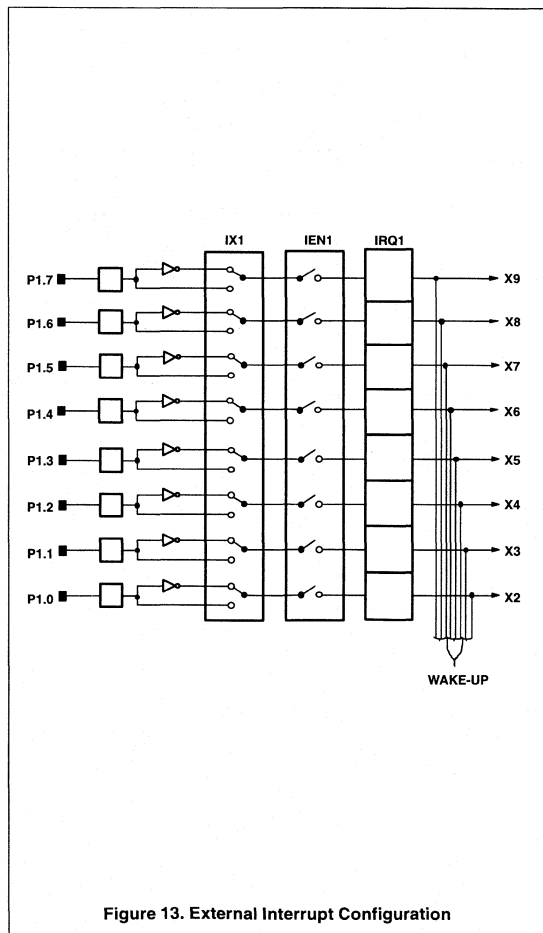 IX1 IEN1 IRQ1
P1.7 X9
P1.6 X8
P1.5 X7
P1.4 X6
P1.3 X5
P1.2 X4
P1.1 X3
P1.0 X2
WAKE-UP
Figure 13. External Interrupt Configuration